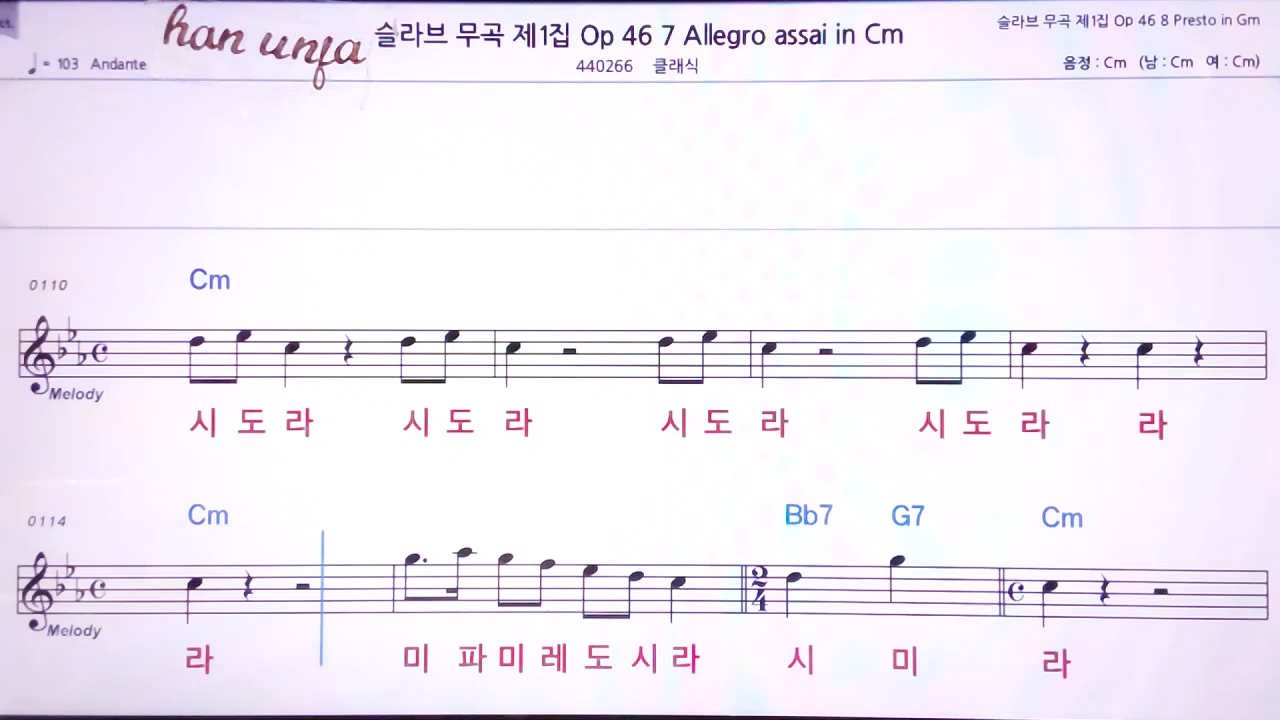 han unfa
슬라브 무곡 제1집 Op 46 7 Allegro assai in Cm
슬라브 무곡 제1집 Op 46 8 Presto in Gm
♩= 103 Andante
440266 클래식
음정 : Cm (남 : Cm 여 : Cm)
0110 Cm
Melody
시 도 라 시 도 라 시 도 라 시 도 라 라
0114 Cm Bb7 G7 Cm
2
4
Melody
라 미 파 미 레 도 시 라 시 미 라